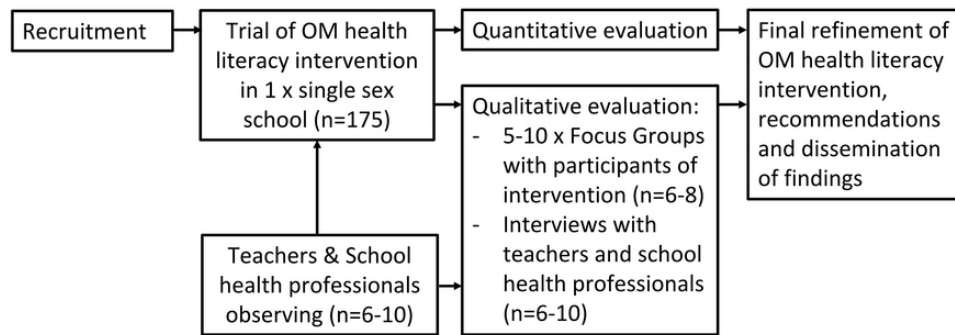 Recruitment
Trial of OM health
literacy intervention
in 1 x single sex
school (n=175)
Quantitative evaluation
Final refinement of
OM health literacy
intervention,
recommendations
and dissemination
of findings
Qualitative evaluation:
- 5-10 x Focus Groups
with participants of
intervention (n=6-8)
- Interviews with
teachers and school
health professionals
(n=6-10)
Teachers & School
health professionals
observing (n=6-10)